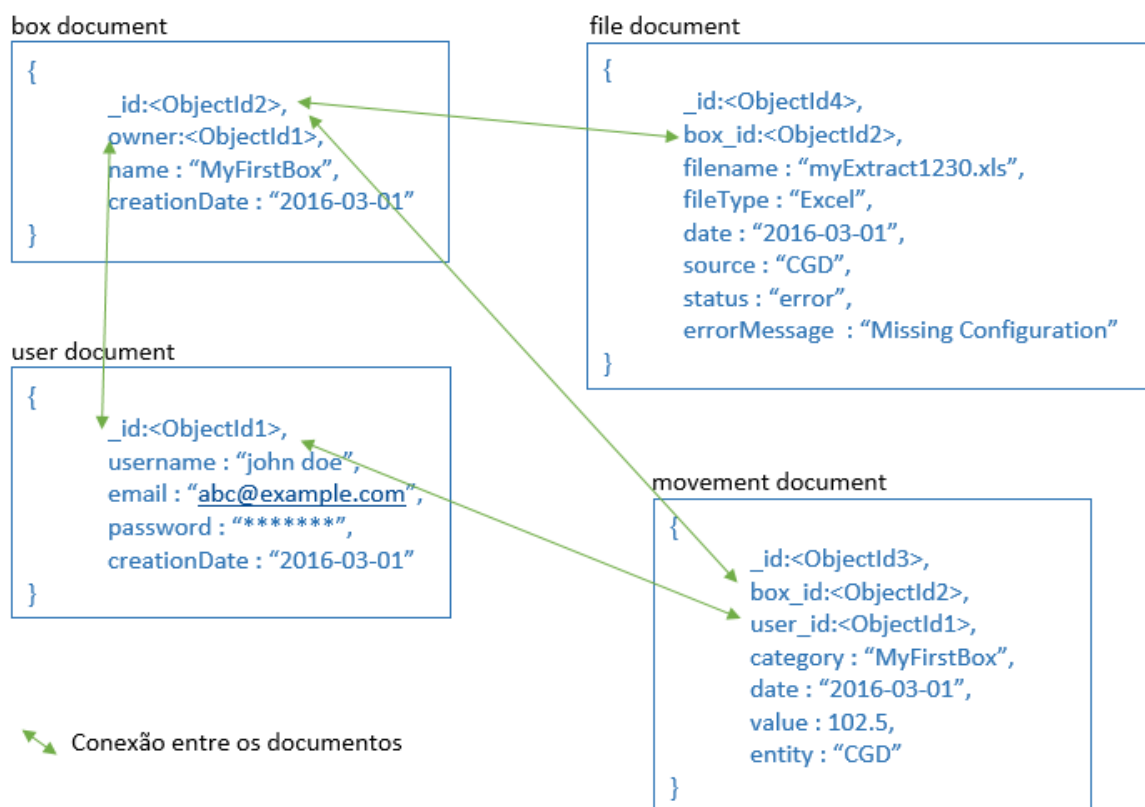 box document
{
_id:<ObjectId2>,
owner:<ObjectId1>,
name : “MyFirstBox”,
creationDate : “2016-03-01”
}
file document
{
_id:<ObjectId4>,
box_id:<ObjectId2>,
filename : “myExtract1230.xls”,
fileType : “Excel”,
date : “2016-03-01”,
source : “CGD”,
status : “error”,
errorMessage : “Missing Configuration”
}
user document
{
_id:<ObjectId1>,
username : “john doe”,
email : “abc@example.com”,
password : “*******”,
creationDate : “2016-03-01”
}
movement document
{
_id:<ObjectId3>,
box_id:<ObjectId2>,
user_id:<ObjectId1>,
category : “MyFirstBox”,
date : “2016-03-01”,
value : 102.5,
entity : “CGD”
}
Conexão entre os documentos